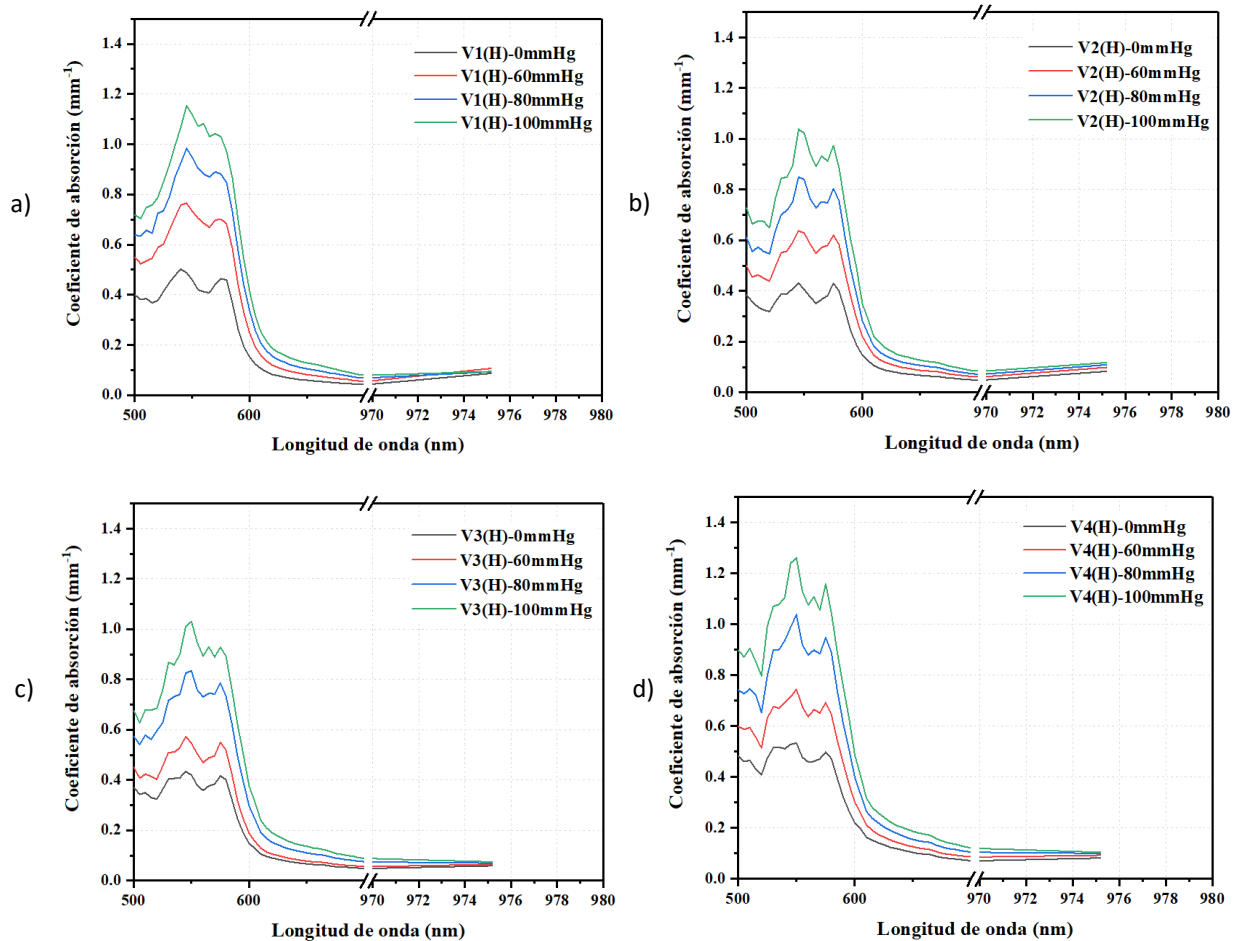 a)
Coeficiente de absorción (mm⁻¹)
1.4
1.2
1.0
0.8
0.6
0.4
0.2
0.0
V1(H)-0mmHg
V1(H)-60mmHg
V1(H)-80mmHg
V1(H)-100mmHg
500 600 970 972 974 976 978 980
Longitud de onda (nm)
b)
Coeficiente de absorción (mm⁻¹)
1.4
1.2
1.0
0.8
0.6
0.4
0.2
0.0
V2(H)-0mmHg
V2(H)-60mmHg
V2(H)-80mmHg
V2(H)-100mmHg
500 600 970 972 974 976 978 980
Longitud de onda (nm)
c)
Coeficiente de absorción (mm⁻¹)
1.4
1.2
1.0
0.8
0.6
0.4
0.2
0.0
V3(H)-0mmHg
V3(H)-60mmHg
V3(H)-80mmHg
V3(H)-100mmHg
500 600 970 972 974 976 978 980
Longitud de onda (nm)
d)
Coeficiente de absorción (mm⁻¹)
1.4
1.2
1.0
0.8
0.6
0.4
0.2
0.0
V4(H)-0mmHg
V4(H)-60mmHg
V4(H)-80mmHg
V4(H)-100mmHg
500 600 970 972 974 976 978 980
Longitud de onda (nm)